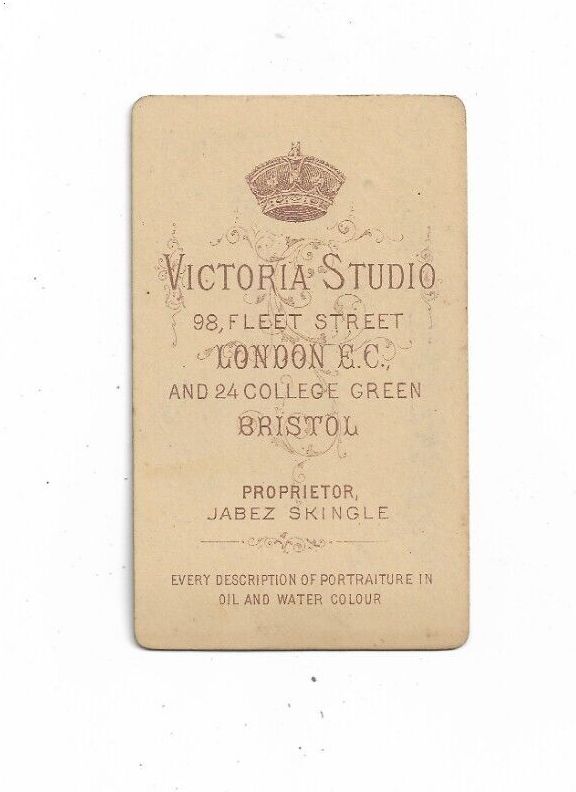 VICTORIA STUDIO
98, FLEET STREET
LONDON E.C.,
AND 24 COLLEGE GREEN
BRISTOL
PROPRIETOR,
JABEZ SKINGLE
EVERY DESCRIPTION OF PORTRAITURE IN
OIL AND WATER COLOUR